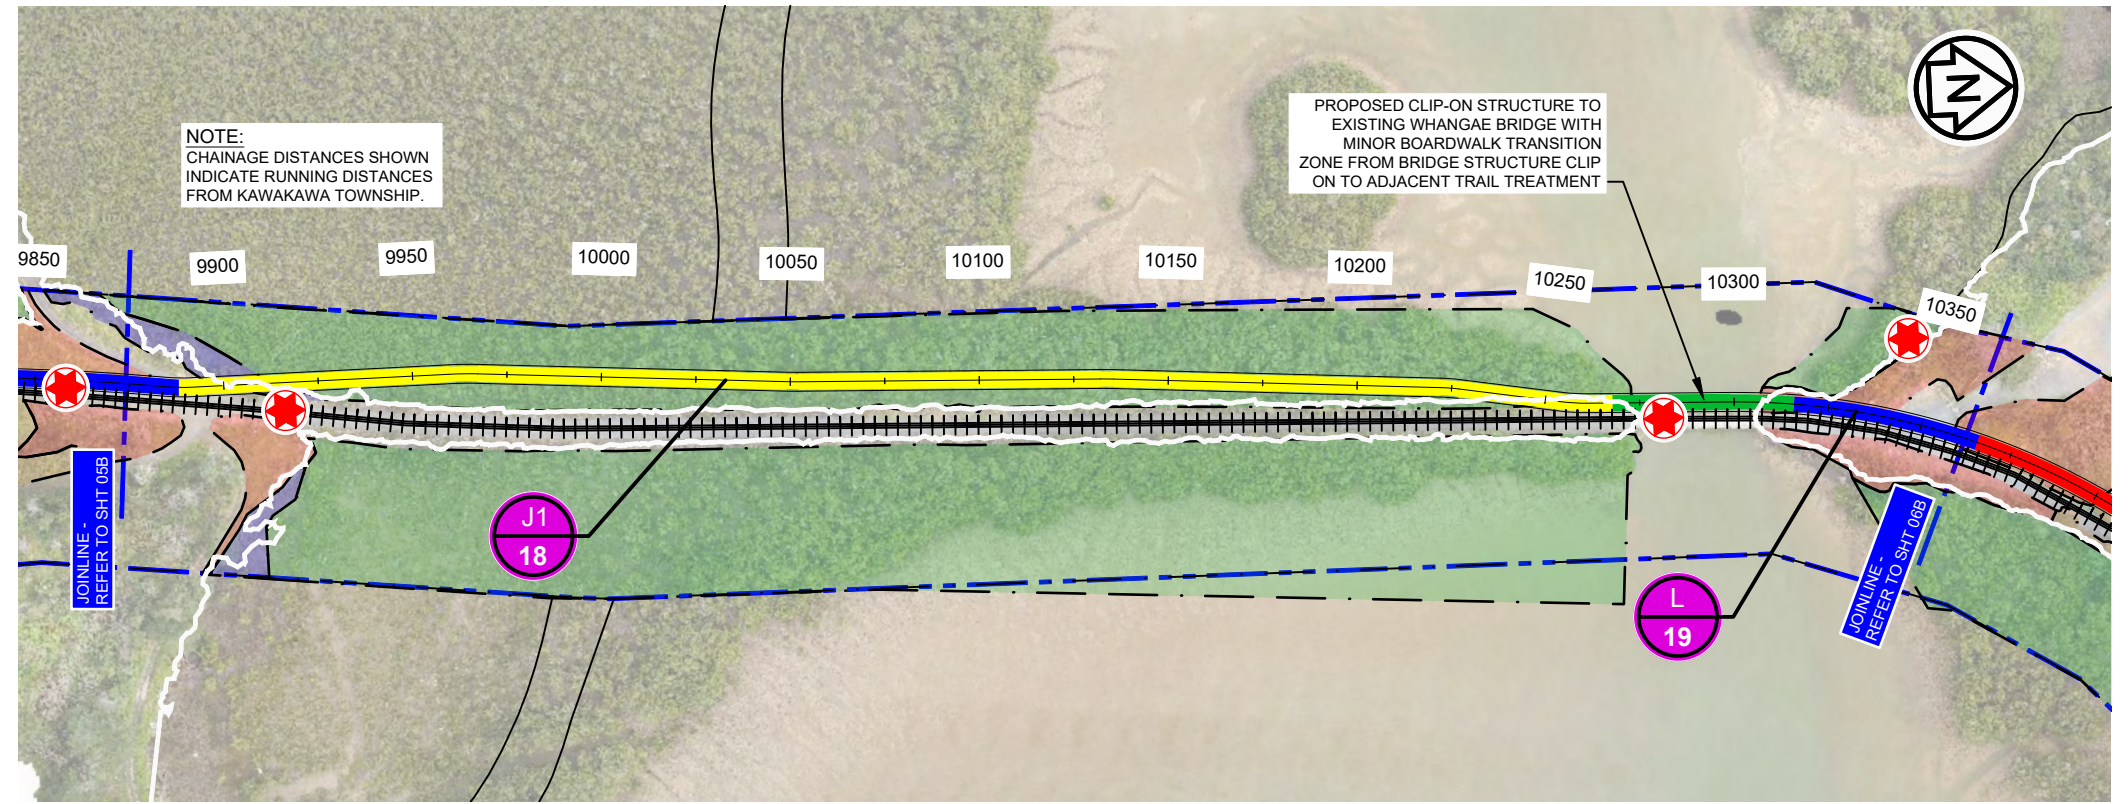 NOTE:
CHAINAGE DISTANCES SHOWN
INDICATE RUNNING DISTANCES
FROM KAWAKAWA TOWNSHIP.
PROPOSED CLIP-ON STRUCTURE TO
EXISTING WHANGAE BRIDGE WITH
MINOR BOARDWALK TRANSITION
ZONE FROM BRIDGE STRUCTURE CLIP
ON TO ADJACENT TRAIL TREATMENT
N
9850
9900
9950
10000
10050
10100
10150
10200
10250
10300
10350
JOINLINE -
REFER TO SHT 05B
J1
18
L
19
JOINLINE -
REFER TO SHT 06B